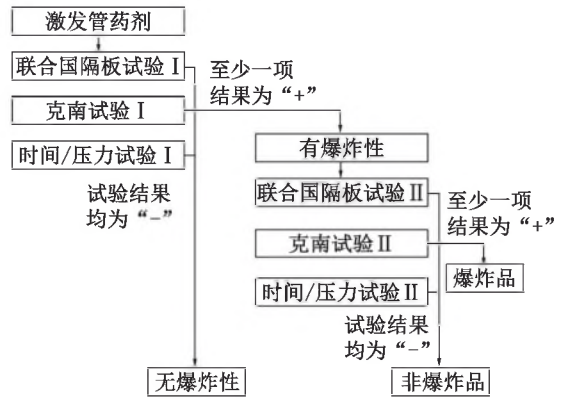 激发管药剂
联合国隔板试验Ⅰ
至少一项
结果为“+”
克南试验Ⅰ
有爆炸性
时间/压力试验Ⅰ
试验结果
均为“-”
联合国隔板试验Ⅱ
至少一项
结果为“+”
克南试验Ⅱ
爆炸品
时间/压力试验Ⅱ
试验结果
均为“-”
无爆炸性
非爆炸品